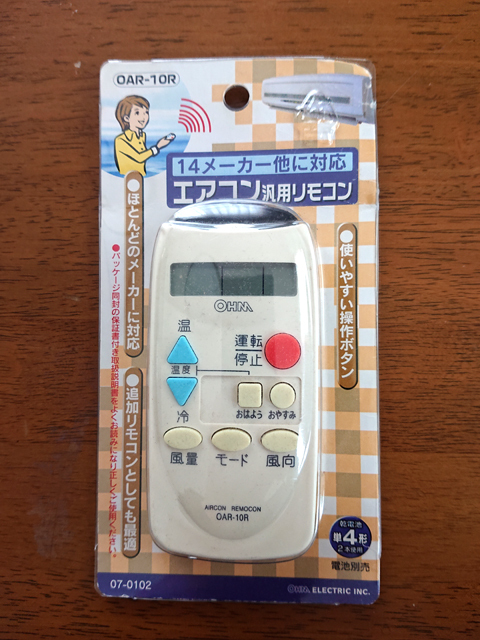 OAR-10R
14メーカー他に対応
エアコン汎用リモコン
●ほとんどのメーカーに対応
●追加リモコンとしても最適
●パッケージ同封の保証書付き取扱説明書をよくお読みになり正しくご使用ください。
●使いやすい操作ボタン
OHM
温
運転
停止
温度
冷
おはよう おやすみ
風量 モード 風向
AIRCON REMOCON
OAR-10R
乾電池
単4形
2本使用
電池別売
07-0102
OHM ELECTRIC INC.